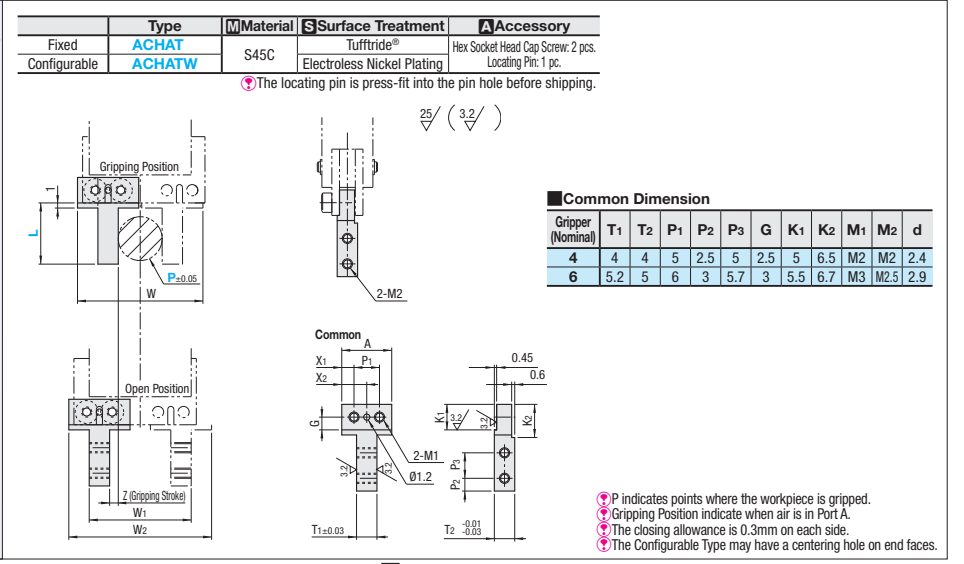 Type MMaterial SSurface Treatment AAccessory
Fixed ACHAT S45C Tufftride® Hex Socket Head Cap Screw: 2 pcs.
Configurable ACHATW Electroless Nickel Plating Locating Pin: 1 pc.
The locating pin is press-fit into the pin hole before shipping.
25 ( 3.2 )
Gripping Position
1
L
P±0.05
W
2-M2
■Common Dimension
Gripper (Nominal) T1 T2 P1 P2 P3 G K1 K2 M1 M2 d
4 4 4 5 2.5 5 2.5 5 6.5 M2 M2 2.4
6 5.2 5 6 3 5.7 3 5.5 6.7 M3 M2.5 2.9
Open Position
Z (Gripping Stroke)
W1
W2
Common
A
X1 P1
X2
G
2-M1
Ø1.2
3.2 3.2
T1±0.03
0.45
0.6
K1 3.2 3.2 K2
P3
P2
T2 -0.01 -0.03
P indicates points where the workpiece is gripped.
Gripping Position indicate when air is in Port A.
The closing allowance is 0.3mm on each side.
The Configurable Type may have a centering hole on end faces.